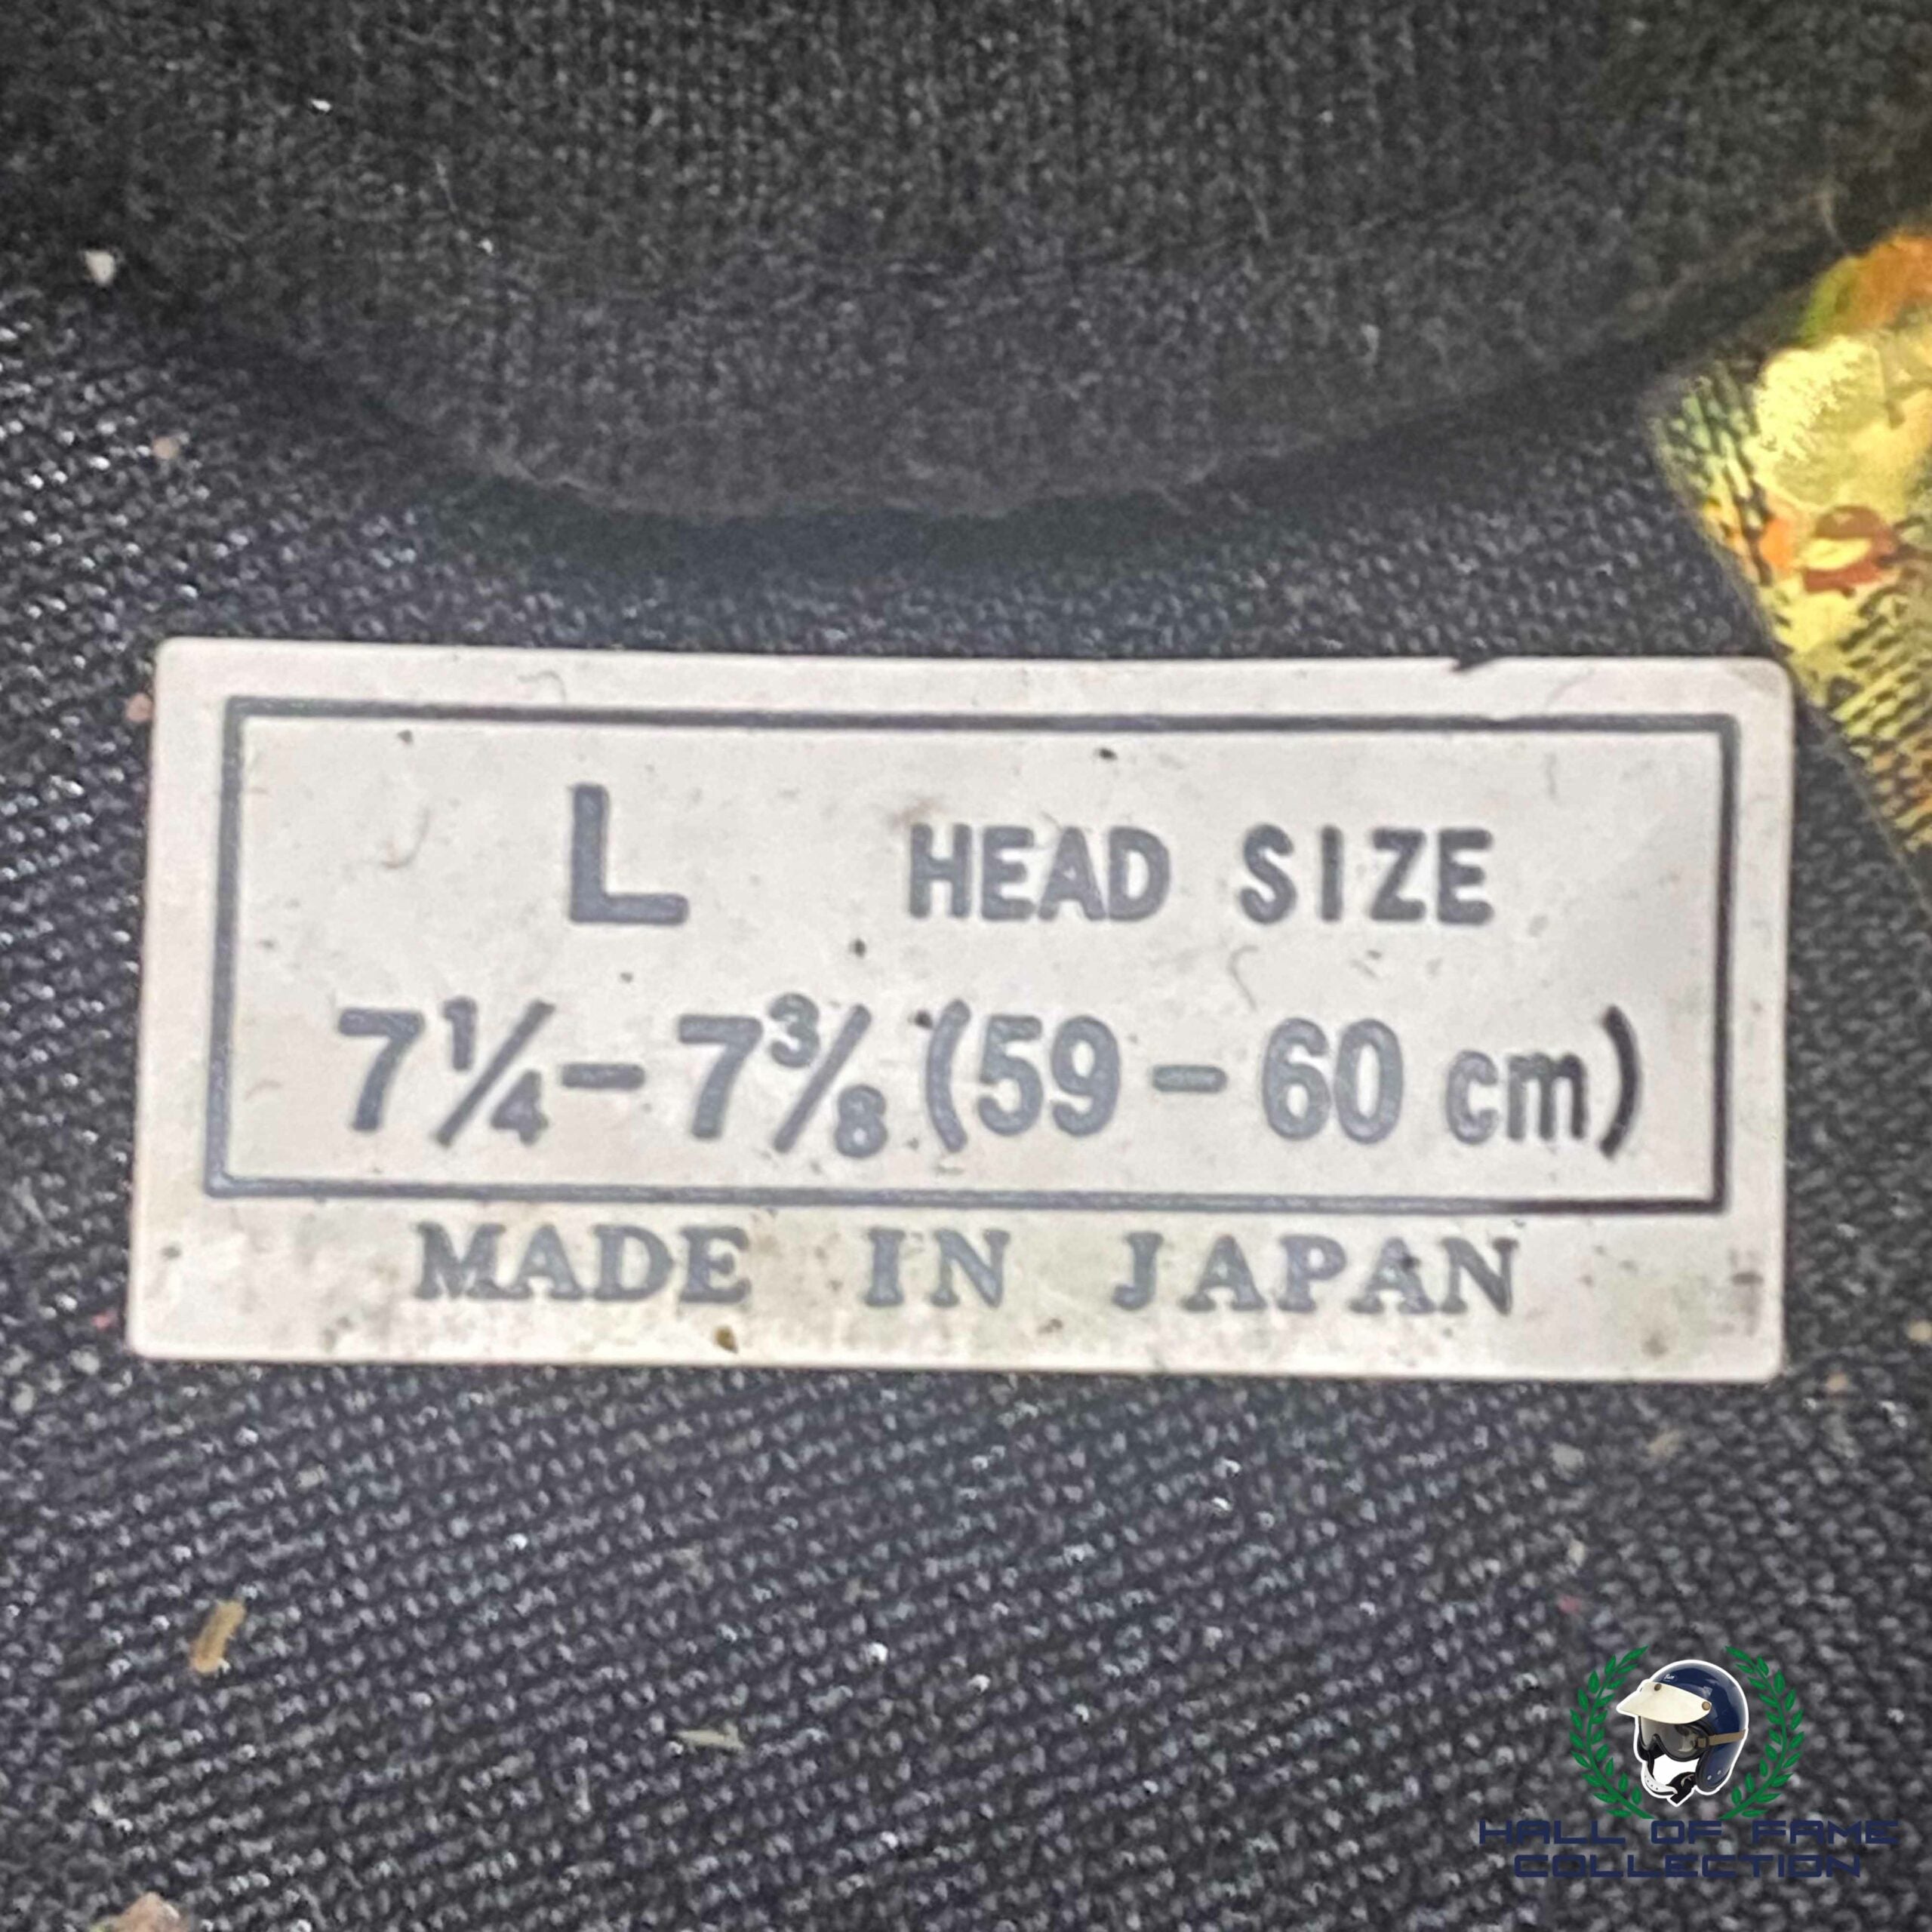 L HEAD SIZE
7¼–7⅜ (59–60 cm)
MADE IN JAPAN
HALL OF FAME
COLLECTION